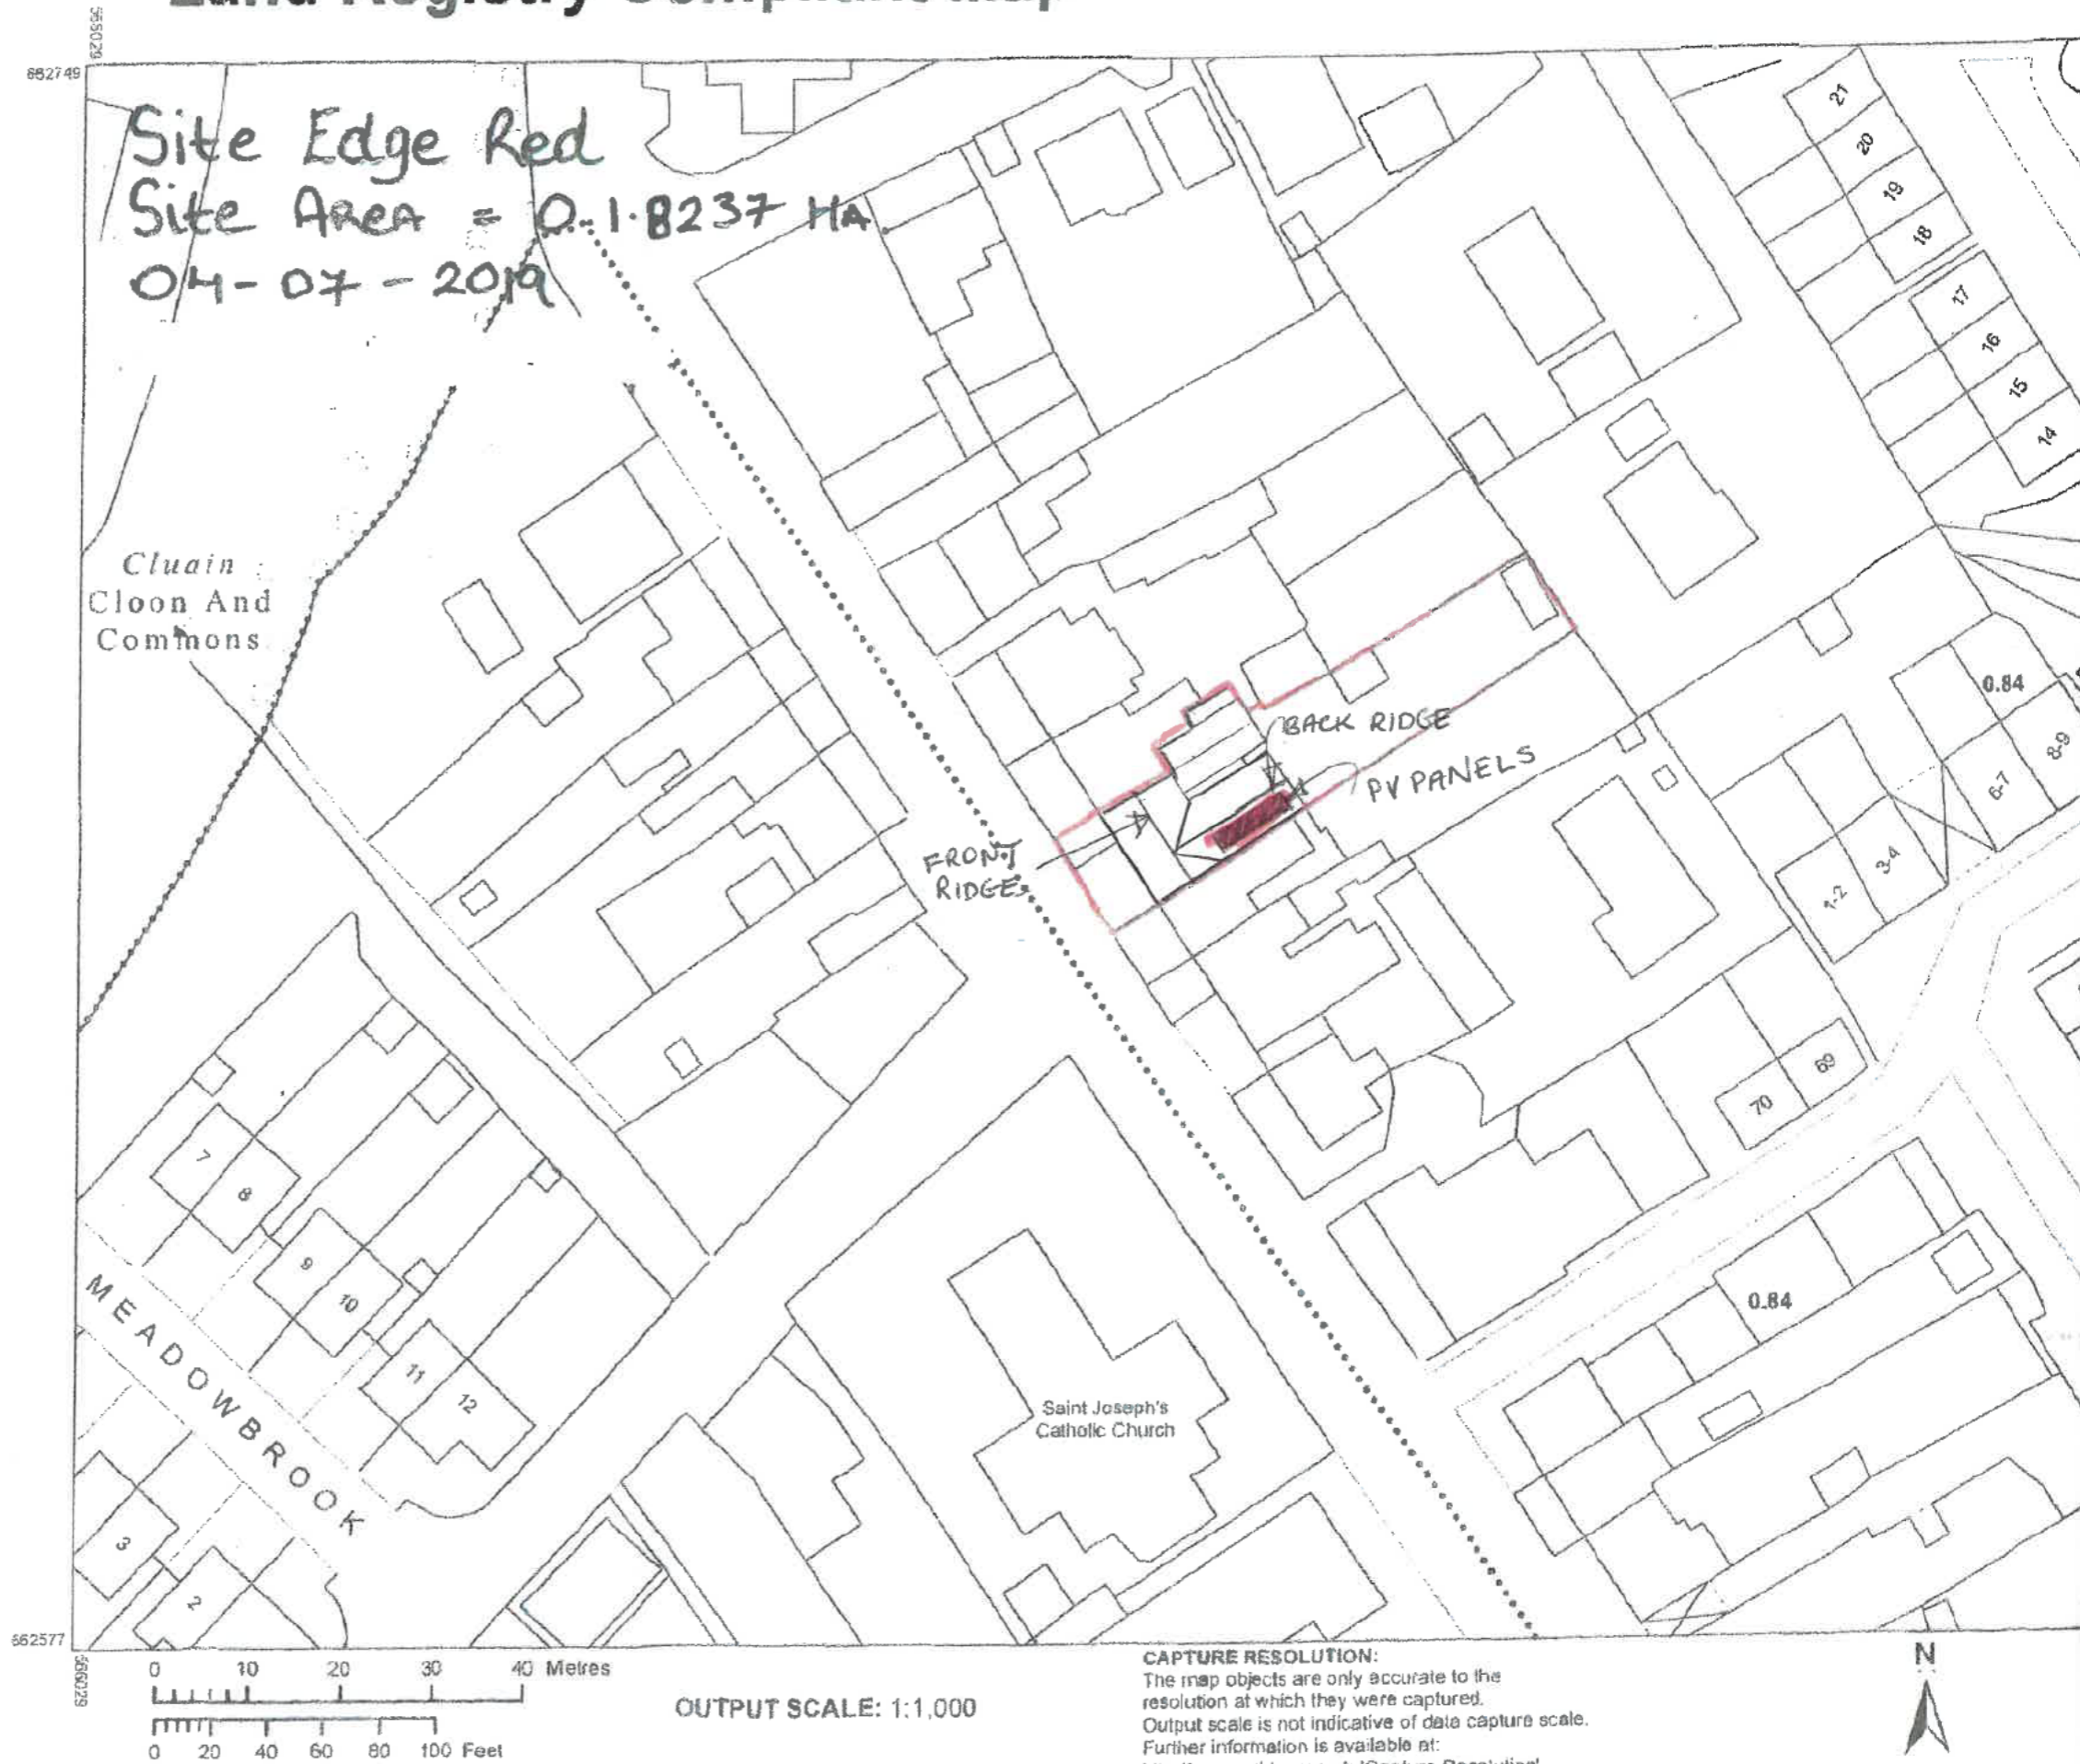 Land Registry Compliant Map
565029
662749
Site Edge Red
Site Area = 0.1.8237 HA
04-07-2019
21
20
19
18
17
16
15
14
Cluain
Cloon And
Commons
0.84
8-9
6-7
3-4
1-2
BACK RIDGE
PV PANELS
FRONT
RIDGE
69
70
7
8
9
10
11
12
MEADOWBROOK
3
2
0.84
Saint Joseph's
Catholic Church
662577
0 10 20 30 40 Metres
0 20 40 60 80 100 Feet
OUTPUT SCALE: 1:1,000
CAPTURE RESOLUTION:
The map objects are only accurate to the
resolution at which they were captured.
Output scale is not indicative of data capture scale.
Further information is available at:
N